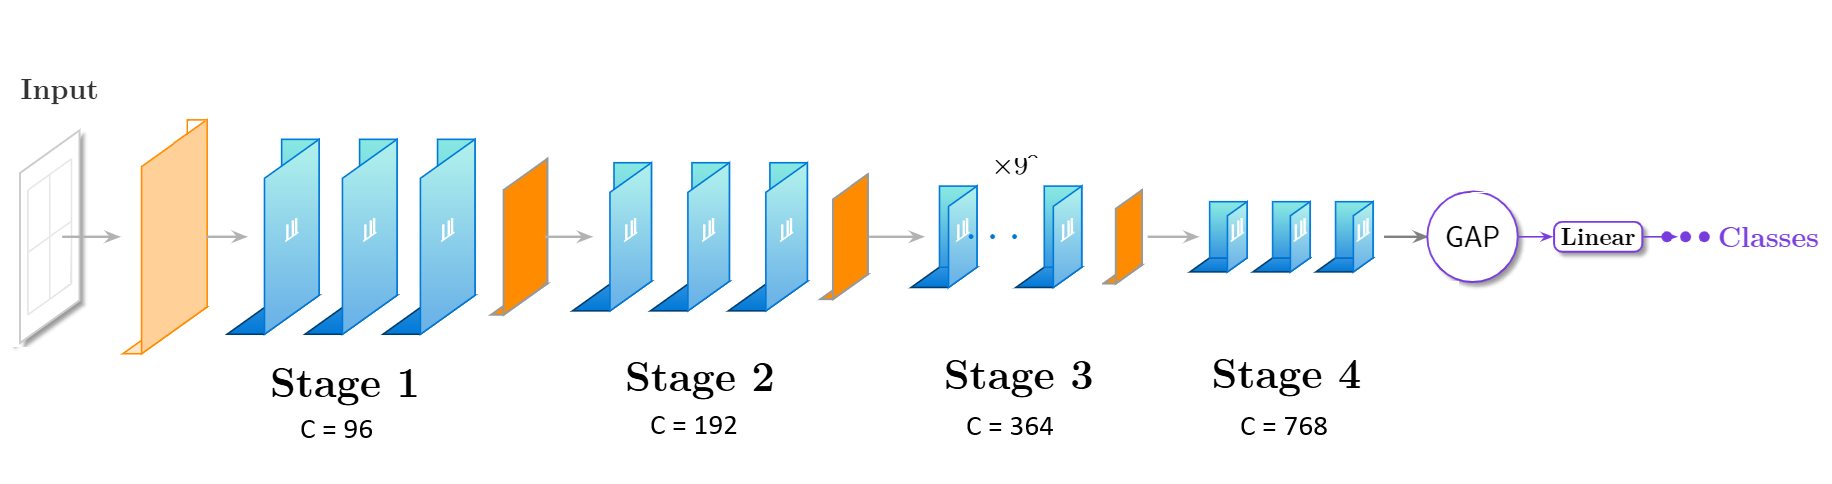 Input
×9
GAP
Linear
Classes
Stage 1
Stage 2
Stage 3
Stage 4
C = 96
C = 192
C = 364
C = 768